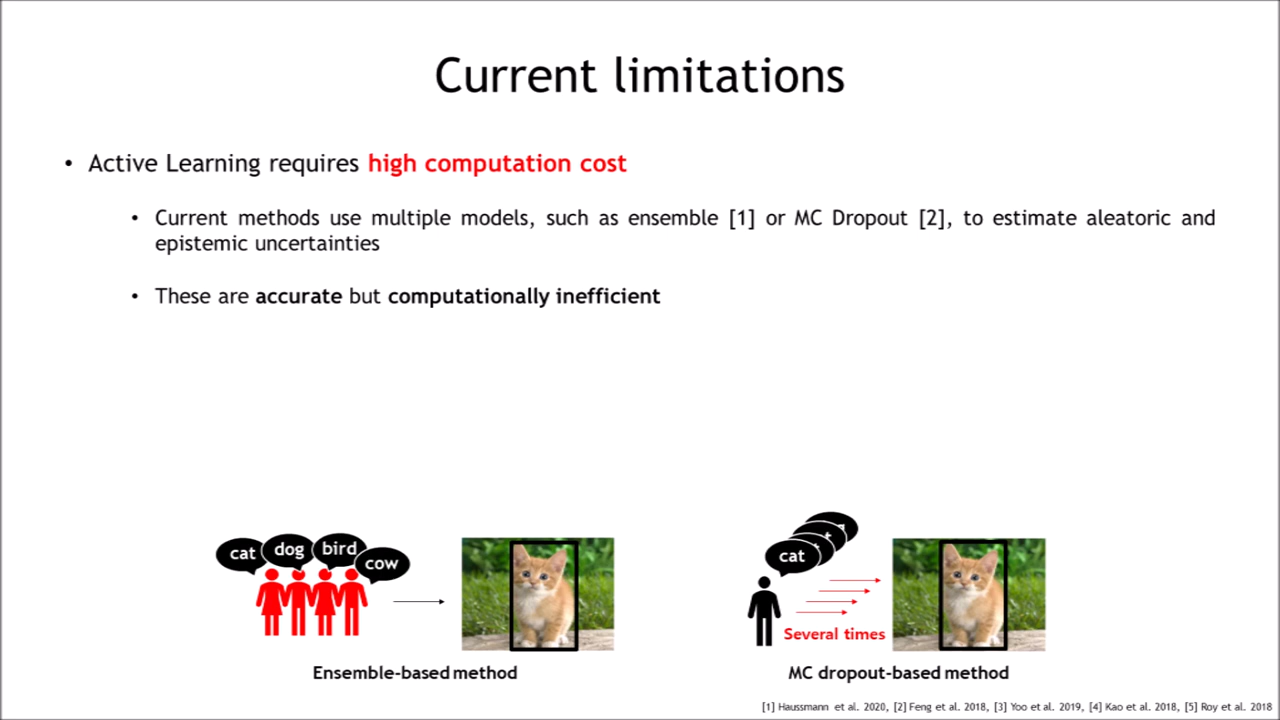 Current limitations
• Active Learning requires high computation cost
• Current methods use multiple models, such as ensemble [1] or MC Dropout [2], to estimate aleatoric and
epistemic uncertainties
• These are accurate but computationally inefficient
cat dog bird cow
cat
Several times
Ensemble-based method
MC dropout-based method
[1] Haussmann et al. 2020, [2] Feng et al. 2018, [3] Yoo et al. 2019, [4] Kao et al. 2018, [5] Roy et al. 2018